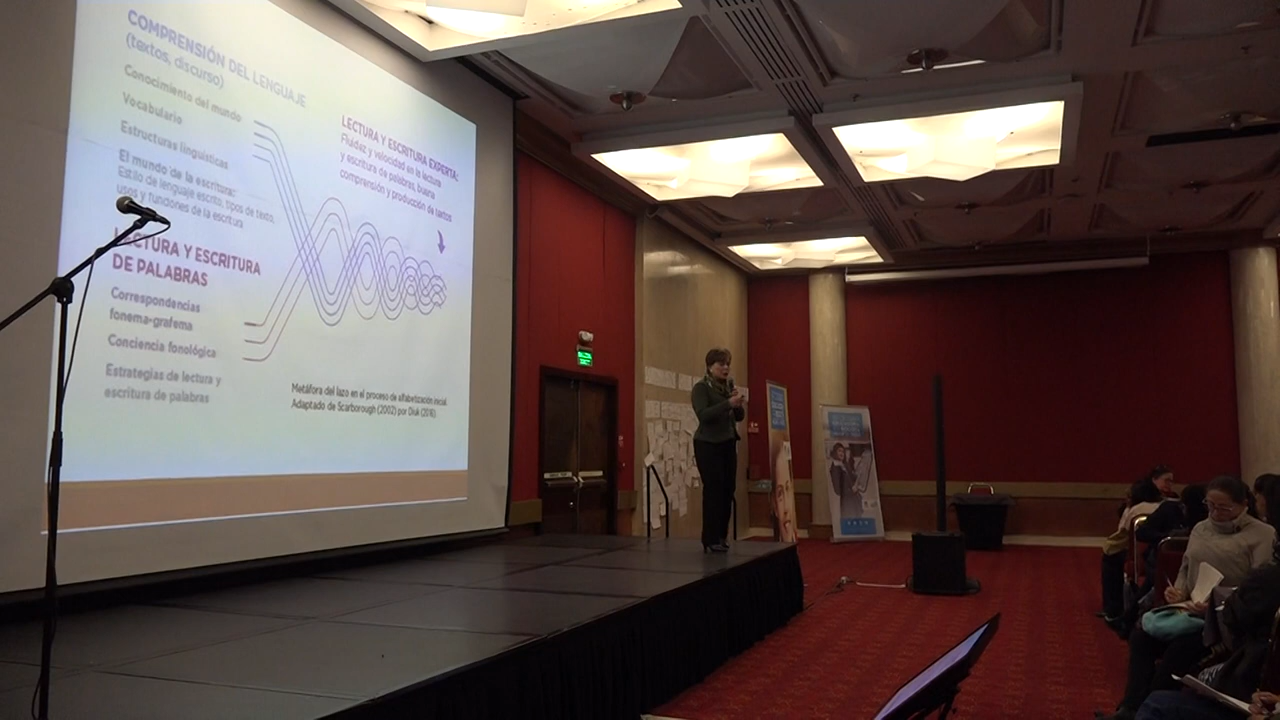 COMPRENSIÓN DEL LENGUAJE
(textos, discurso)
Conocimiento del mundo
Vocabulario
Estructuras linguísticas
El mundo de la escritura:
Estilo de lenguaje escrito, tipos de texto,
usos y funciones de la escritura
LECTURA Y ESCRITURA
DE PALABRAS
Correspondencias
fonema-grafema
Conciencia fonológica
Estrategias de lectura y
escritura de palabras
LECTURA Y ESCRITURA EXPERTA:
Fluidez y velocidad en la lectura
y escritura de palabras, buena
comprensión y producción de textos
Metáfora del lazo en el proceso de alfabetización inicial.
Adaptado de Scarborough (2002) por Diuk (2016).